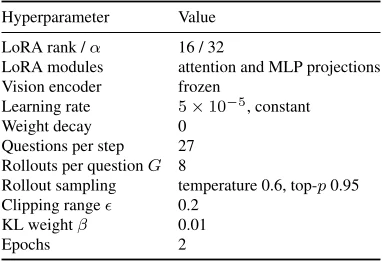 Hyperparameter Value
LoRA rank / α 16 / 32
LoRA modules attention and MLP projections
Vision encoder frozen
Learning rate 5 × 10⁻⁵, constant
Weight decay 0
Questions per step 27
Rollouts per question G 8
Rollout sampling temperature 0.6, top-p 0.95
Clipping range ϵ 0.2
KL weight β 0.01
Epochs 2